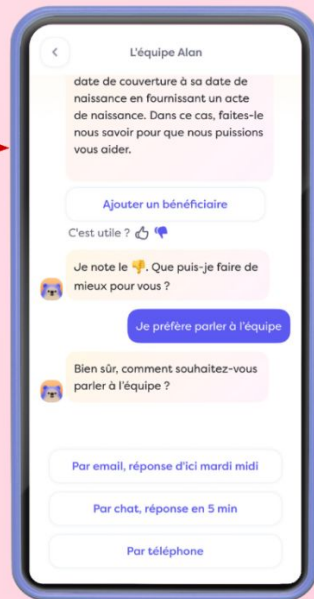 L'équipe Alan
date de couverture à sa date de
naissance en fournissant un acte
de naissance. Dans ce cas, faites-le
nous savoir pour que nous puissions
vous aider.
Ajouter un bénéficiaire
C'est utile ? 👍 👎
Je note le 👎. Que puis-je faire de
mieux pour vous ?
Je préfère parler à l'équipe
Bien sûr, comment souhaitez-vous
parler à l'équipe ?
Par email, réponse d'ici mardi midi
Par chat, réponse en 5 min
Par téléphone